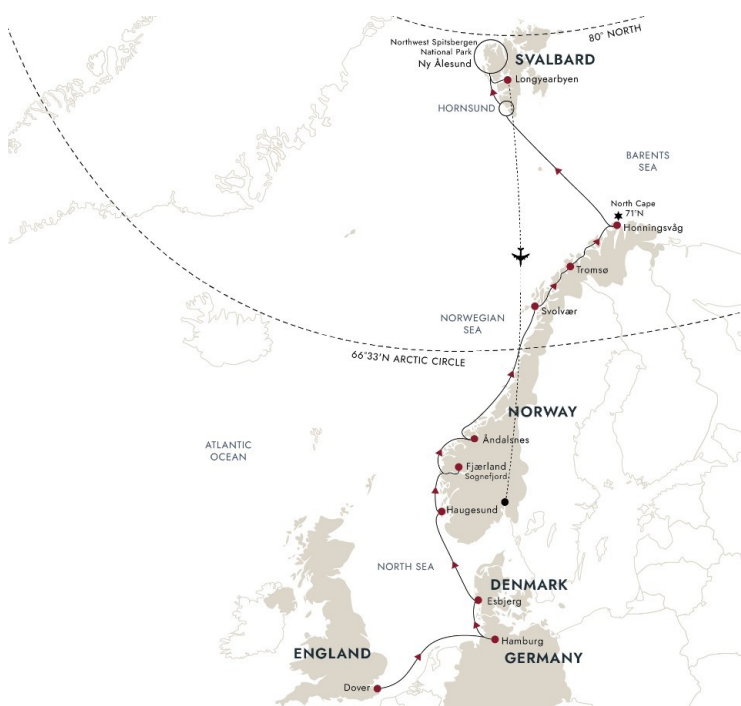 80° NORTH
Northwest Spitsbergen
National Park
Ny Ålesund
SVALBARD
Longyearbyen
HORNSUND
BARENTS
SEA
North Cape
71°N
Honningsvåg
Tromsø
Svolvær
NORWEGIAN
SEA
66°33'N ARCTIC CIRCLE
NORWAY
Åndalsnes
ATLANTIC
OCEAN
Fjærland
Sognefjord
Haugesund
NORTH SEA
DENMARK
Esbjerg
Hamburg
ENGLAND
GERMANY
Dover